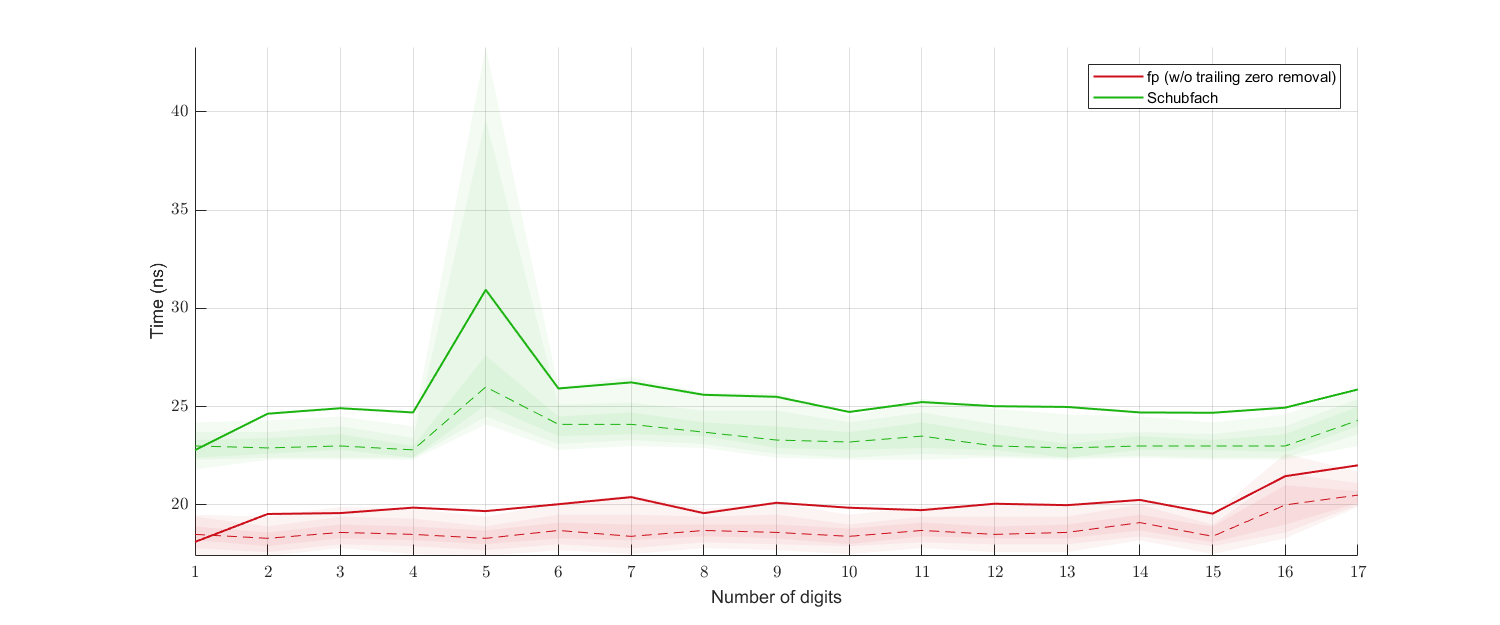 fp (w/o trailing zero removal)
Schubfach
40
35
30
25
20
Time (ns)
1 2 3 4 5 6 7 8 9 10 11 12 13 14 15 16 17
Number of digits